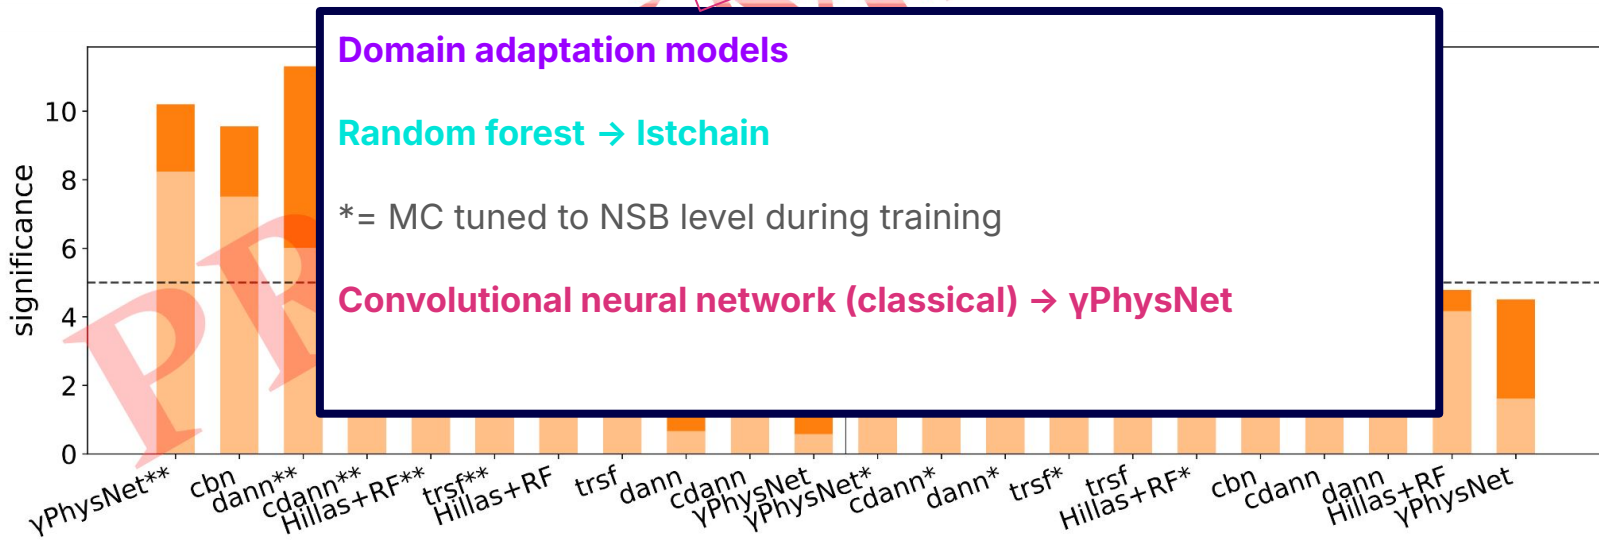 Domain adaptation models
Random forest → lstchain
*= MC tuned to NSB level during training
Convolutional neural network (classical) → γPhysNet
significance
10
8
6
4
2
0
γPhysNet**
cbn
dann**
cdann**
Hillas+RF**
trsf**
Hillas+RF
trsf
dann
cdann
γPhysNet
γPhysNet*
cdann*
dann*
trsf*
trsf
Hillas+RF*
cbn
cdann
dann
Hillas+RF
γPhysNet
PR